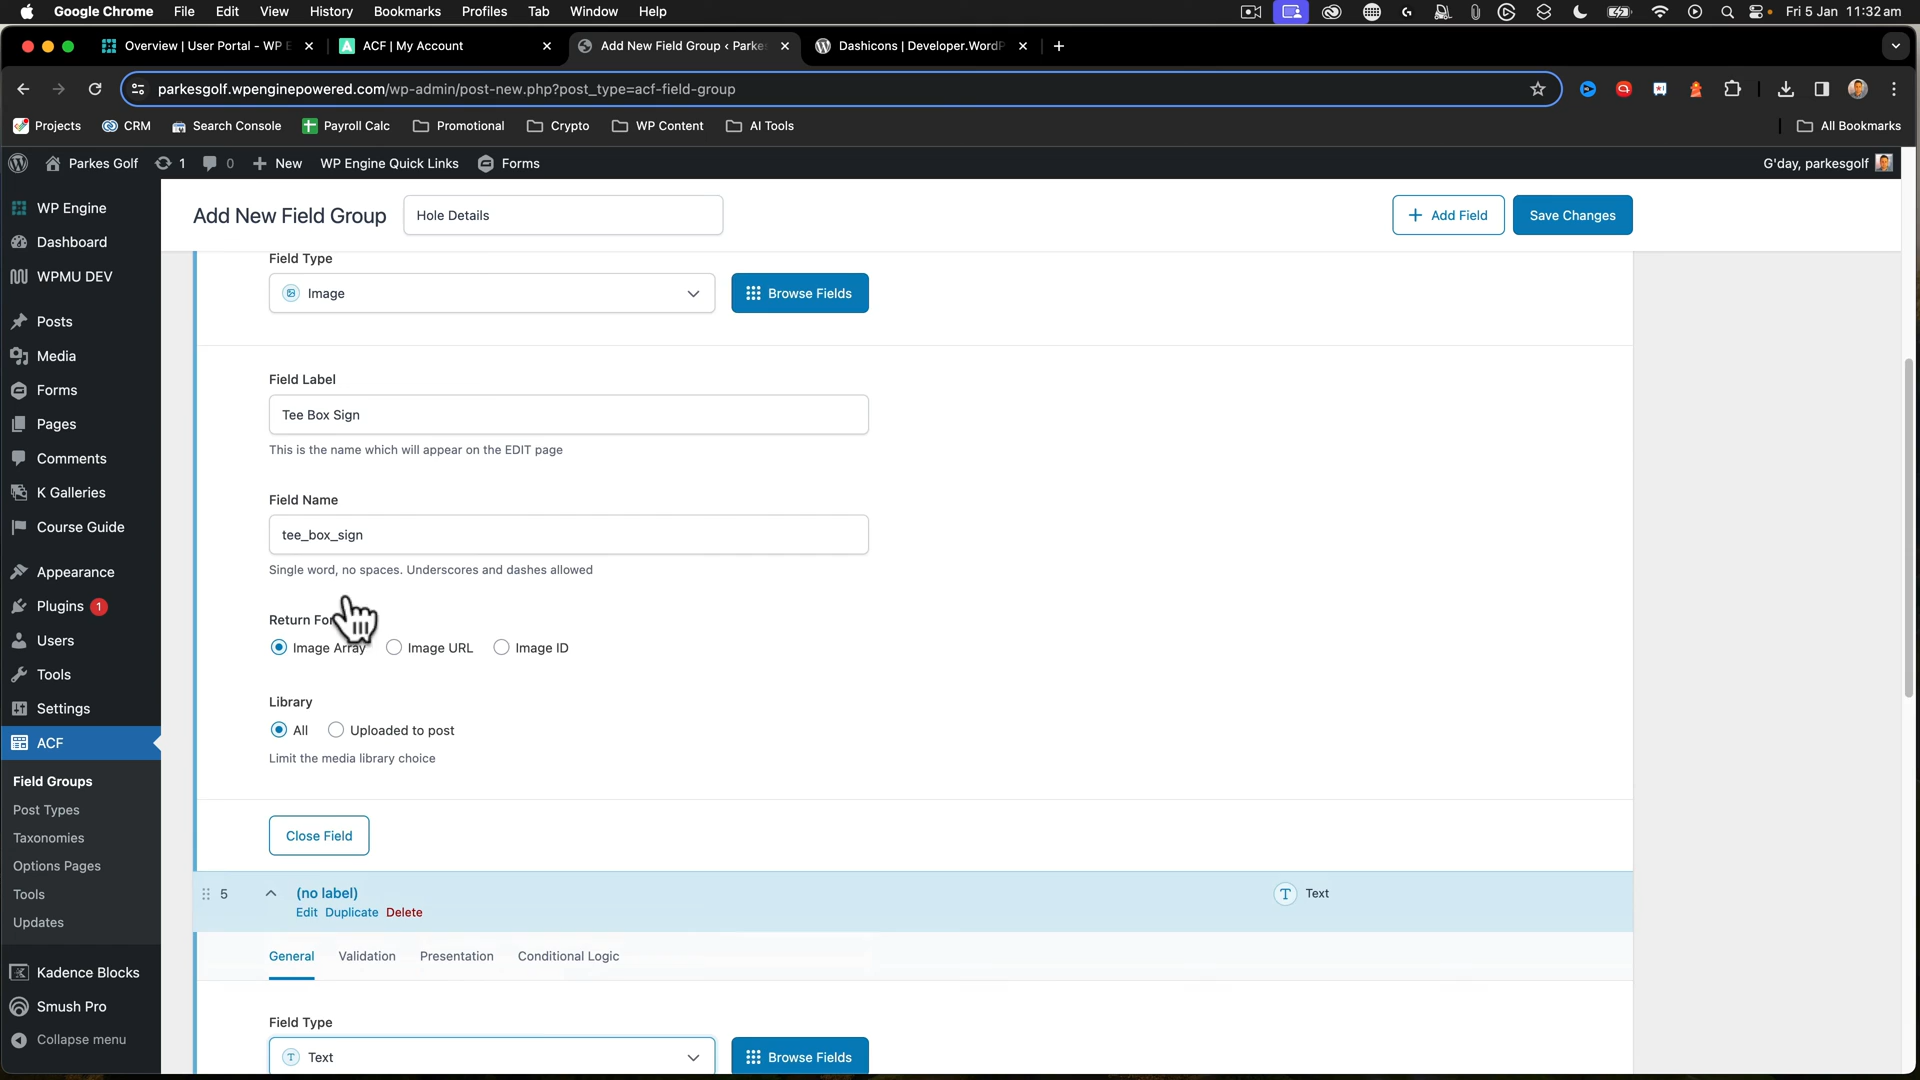 Google Chrome File Edit View History Bookmarks Profiles Tab Window Help Fri 5 Jan 11:32 am
Overview | User Portal - WP E ACF | My Account Add New Field Group ‹ Parkes Dashicons | Developer.WordP
parkesgolf.wpenginepowered.com/wp-admin/post-new.php?post_type=acf-field-group
Projects CRM Search Console Payroll Calc Promotional Crypto WP Content AI Tools All Bookmarks
Parkes Golf 1 0 New WP Engine Quick Links Forms G'day, parkesgolf
WP Engine
Dashboard
WPMU DEV
Posts
Media
Forms
Pages
Comments
K Galleries
Course Guide
Appearance
Plugins 1
Users
Tools
Settings
ACF
Field Groups
Post Types
Taxonomies
Options Pages
Tools
Updates
Kadence Blocks
Smush Pro
Collapse menu
Add New Field Group Hole Details + Add Field Save Changes
Field Type
Image Browse Fields
Field Label
Tee Box Sign
This is the name which will appear on the EDIT page
Field Name
tee_box_sign
Single word, no spaces. Underscores and dashes allowed
Return For
Image Array Image URL Image ID
Library
All Uploaded to post
Limit the media library choice
Close Field
5 (no label) T Text
Edit Duplicate Delete
General Validation Presentation Conditional Logic
Field Type
T Text Browse Fields